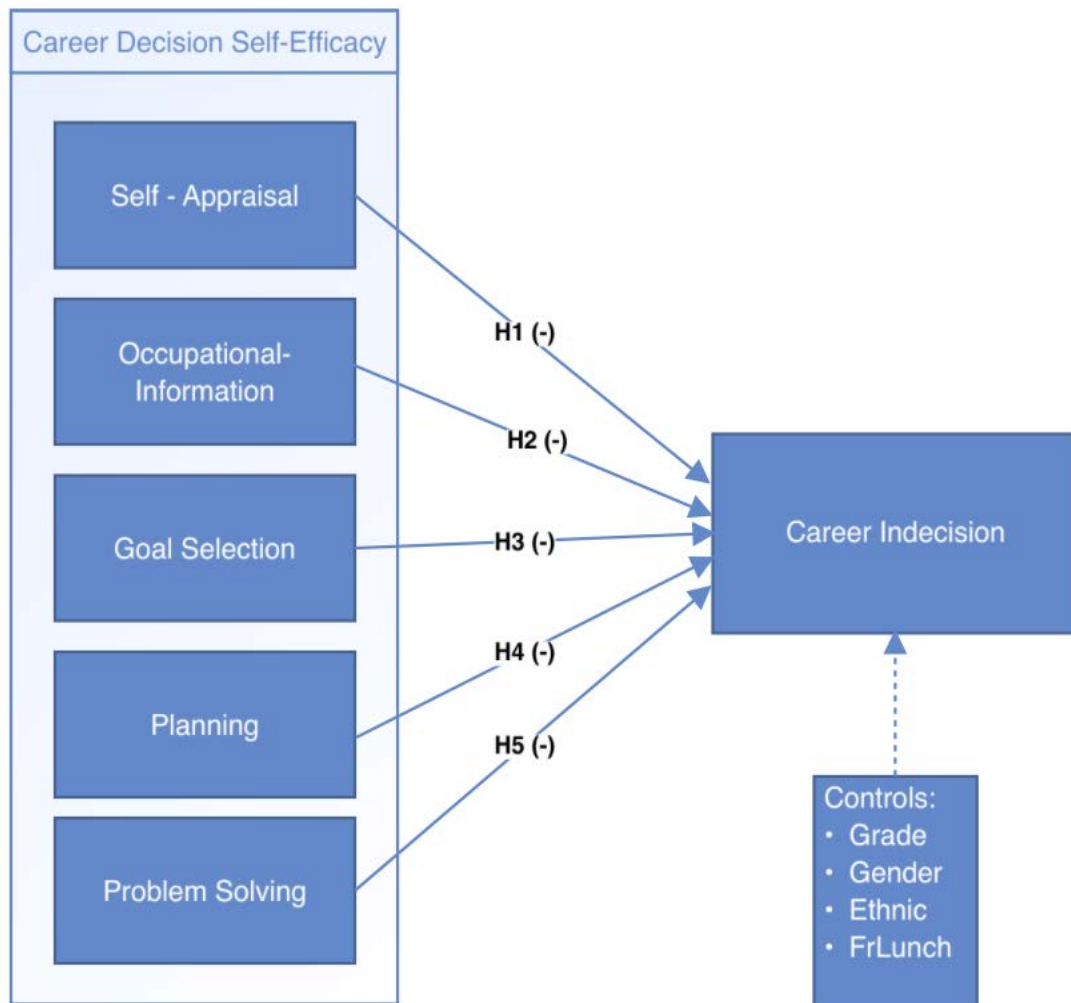 Career Decision Self-Efficacy
Self - Appraisal
Occupational-
Information
Goal Selection
Planning
Problem Solving
H1 (-)
H2 (-)
H3 (-)
H4 (-)
H5 (-)
Career Indecision
Controls:
• Grade
• Gender
• Ethnic
• FrLunch